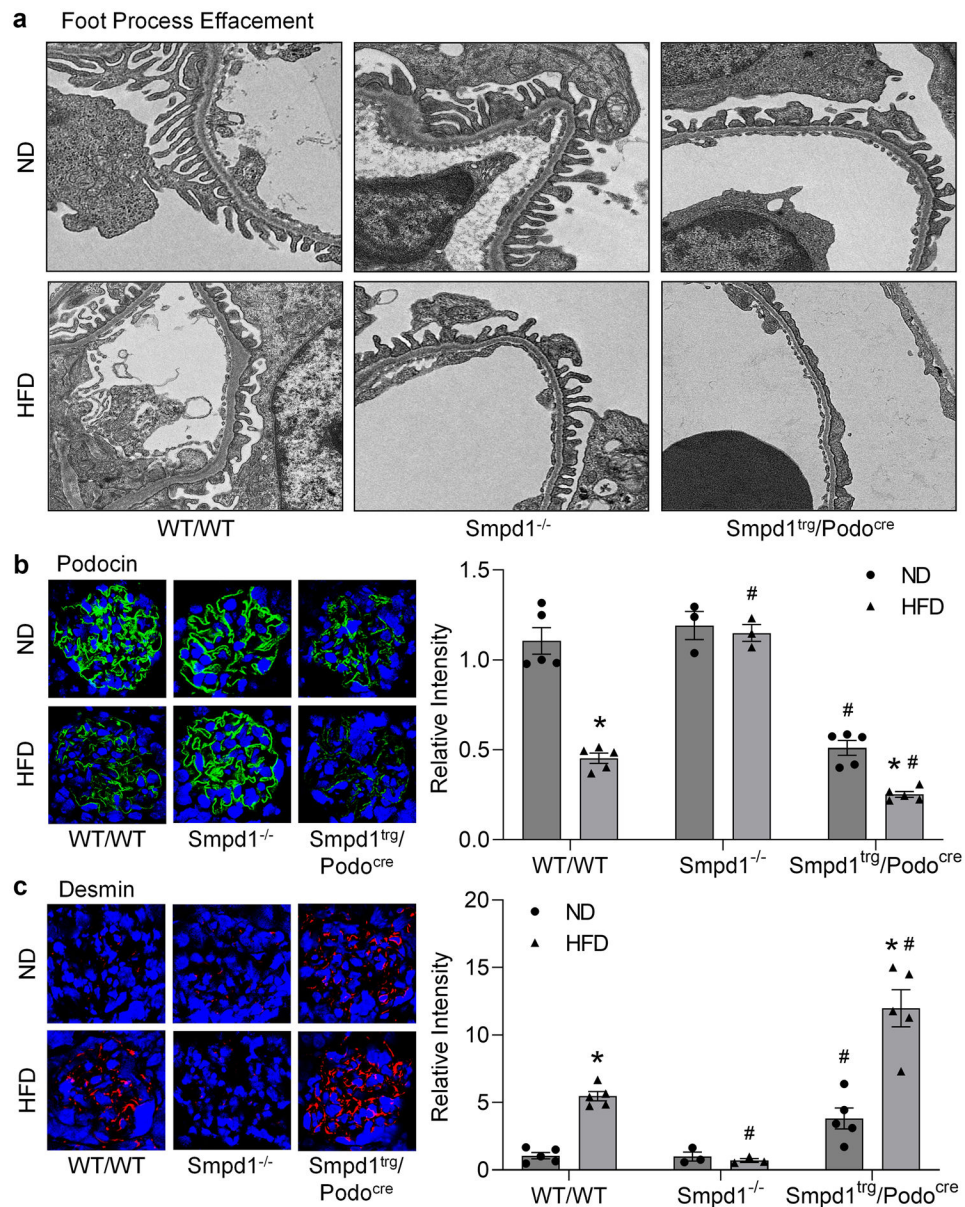 a Foot Process Effacement
ND
HFD
WT/WT Smpd1-/- Smpd1trg/Podocre
b Podocin
ND
HFD
WT/WT Smpd1-/- Smpd1trg/
Podocre
Relative Intensity
1.5
1.0
0.5
0.0
ND
HFD
*
#
#
* #
WT/WT Smpd1-/- Smpd1trg/Podocre
c Desmin
ND
HFD
WT/WT Smpd1-/- Smpd1trg/
Podocre
Relative Intensity
20
15
10
5
0
ND
HFD
*
#
#
* #
WT/WT Smpd1-/- Smpd1trg/Podocre